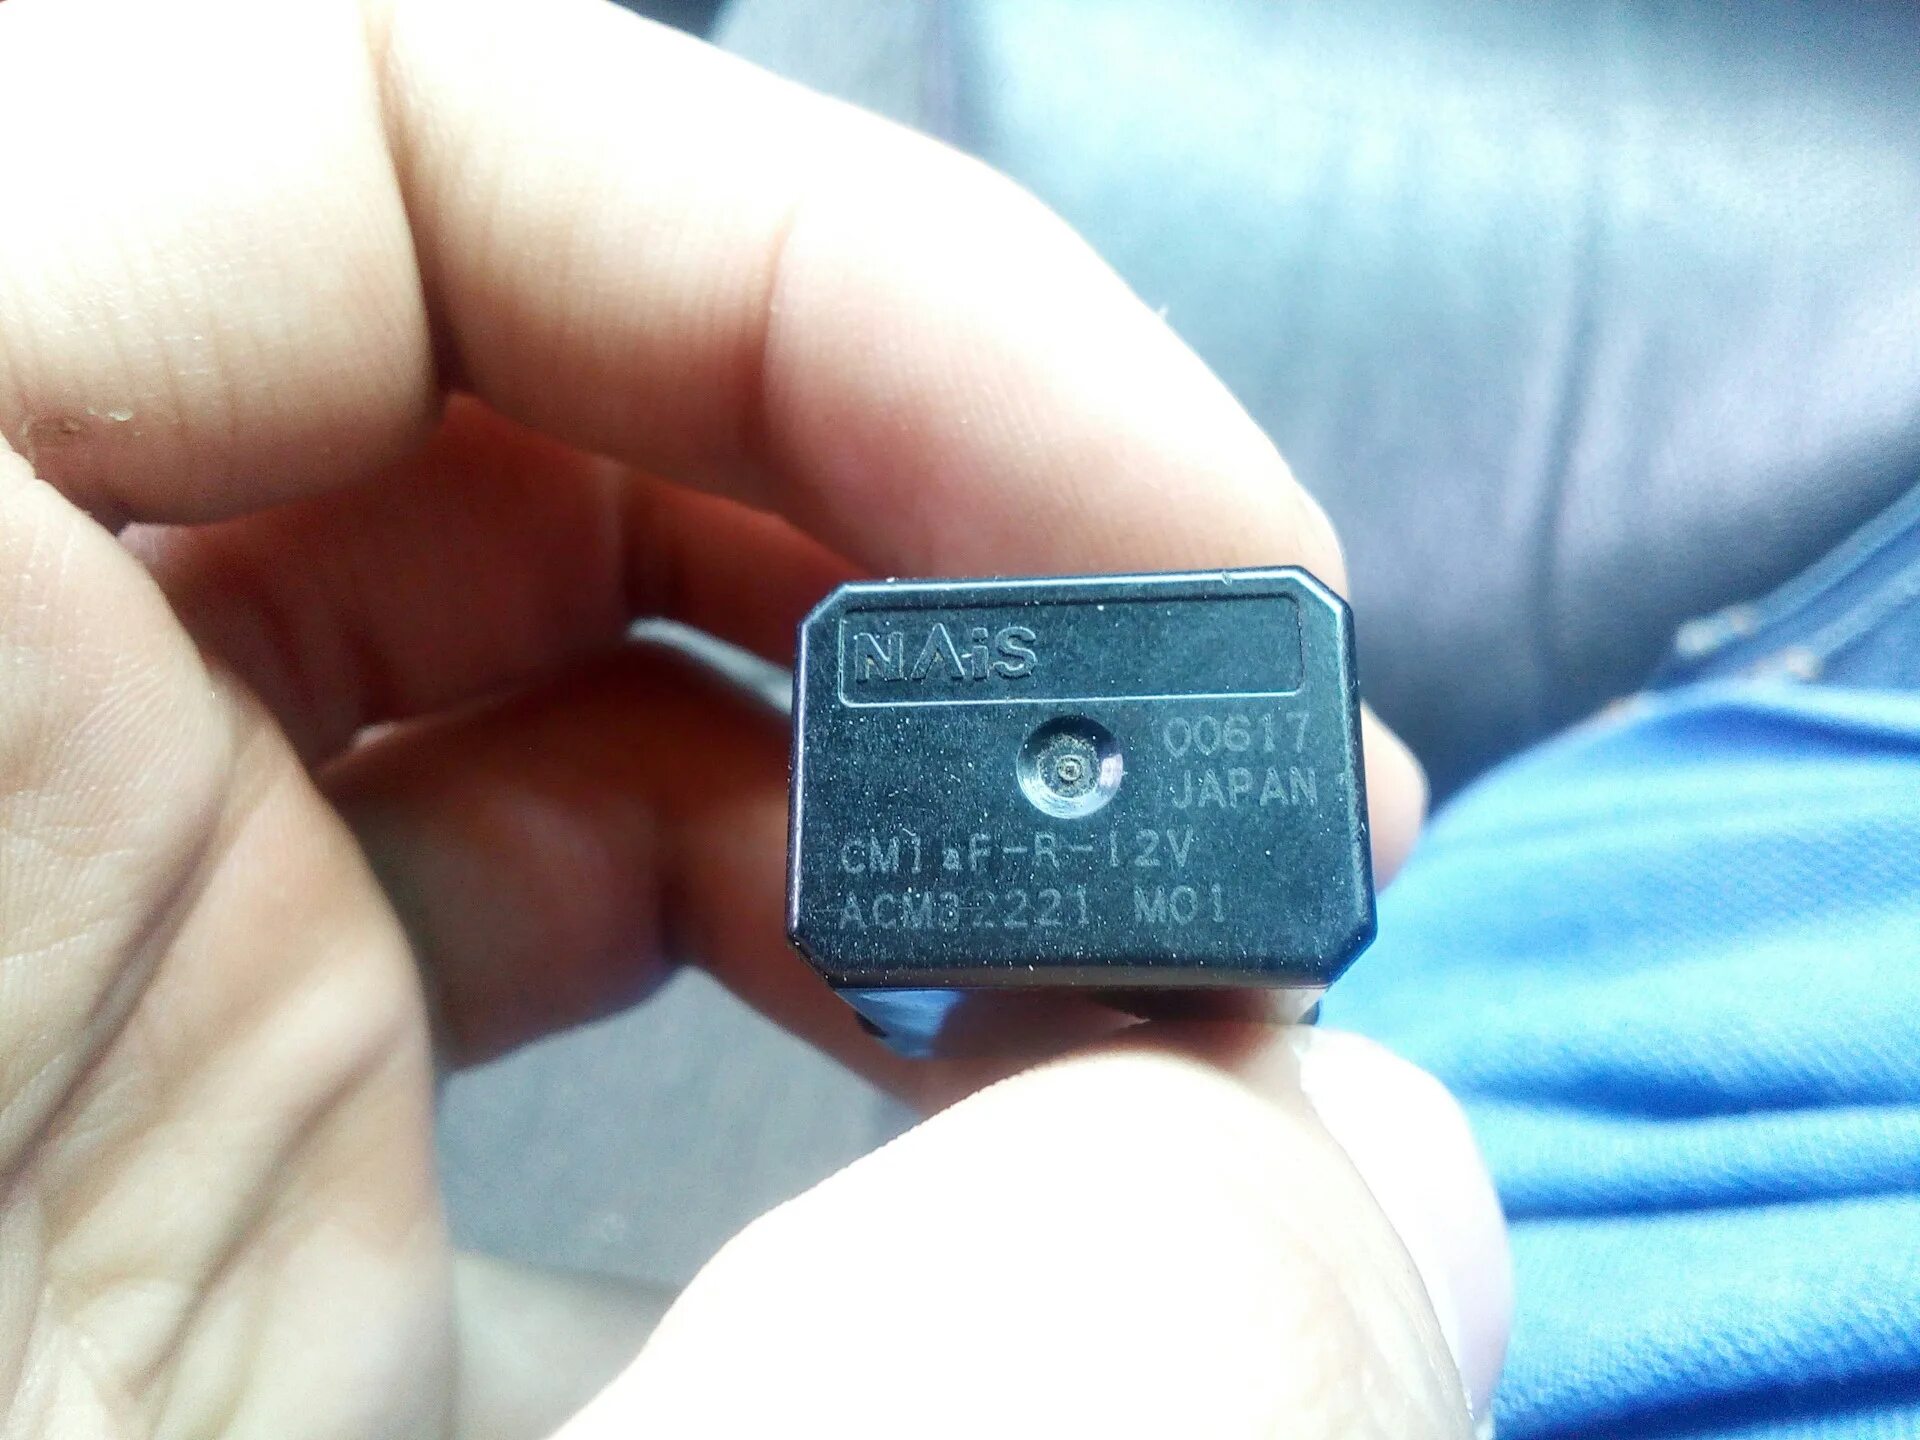 NAiS
00617
JAPAN
CM1aF-R-12V
ACM32221 M01